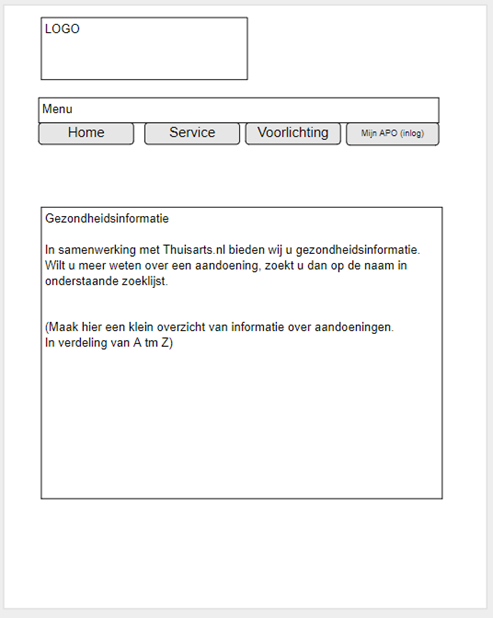 LOGO
Menu
Home
Service
Voorlichting
Mijn APO (inlog)
Gezondheidsinformatie
In samenwerking met Thuisarts.nl bieden wij u gezondheidsinformatie.
Wilt u meer weten over een aandoening, zoekt u dan op de naam in
onderstaande zoeklijst.
(Maak hier een klein overzicht van informatie over aandoeningen.
In verdeling van A tm Z)